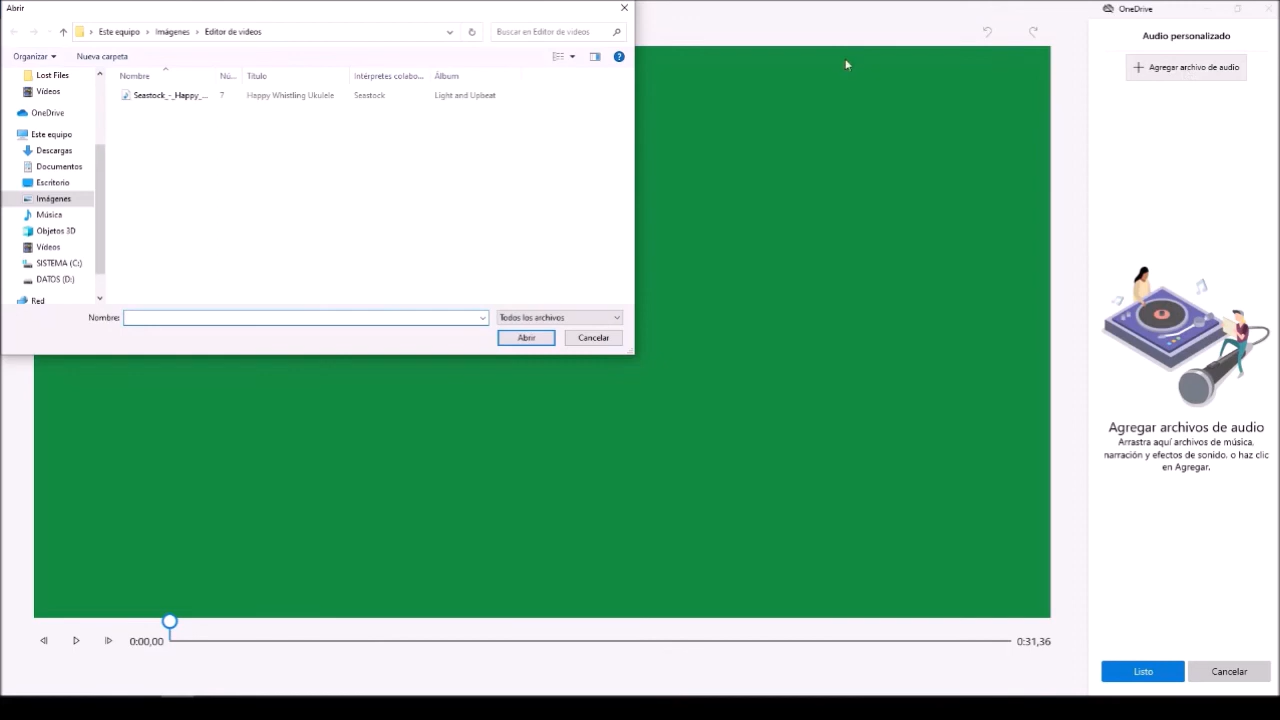 Abrir
OneDrive
Este equipo > Imágenes > Editor de videos
Buscar en Editor de videos
Audio personalizado
Organizar
Nueva carpeta
Agregar archivo de audio
Nombre
Nú...
Título
Intérpretes colabo...
Álbum
Lost Files
Vídeos
Seastock_-_Happy_...
7
Happy Whistling Ukulele
Seastock
Light and Upbeat
OneDrive
Este equipo
Descargas
Documentos
Escritorio
Imágenes
Música
Objetos 3D
Vídeos
SISTEMA (C:)
DATOS (D:)
Red
Nombre:
Todos los archivos
Abrir
Cancelar
Agregar archivos de audio
Arrastra aquí archivos de música,
narración y efectos de sonido, o haz clic
en Agregar.
0:00,00
0:31,36
Listo
Cancelar